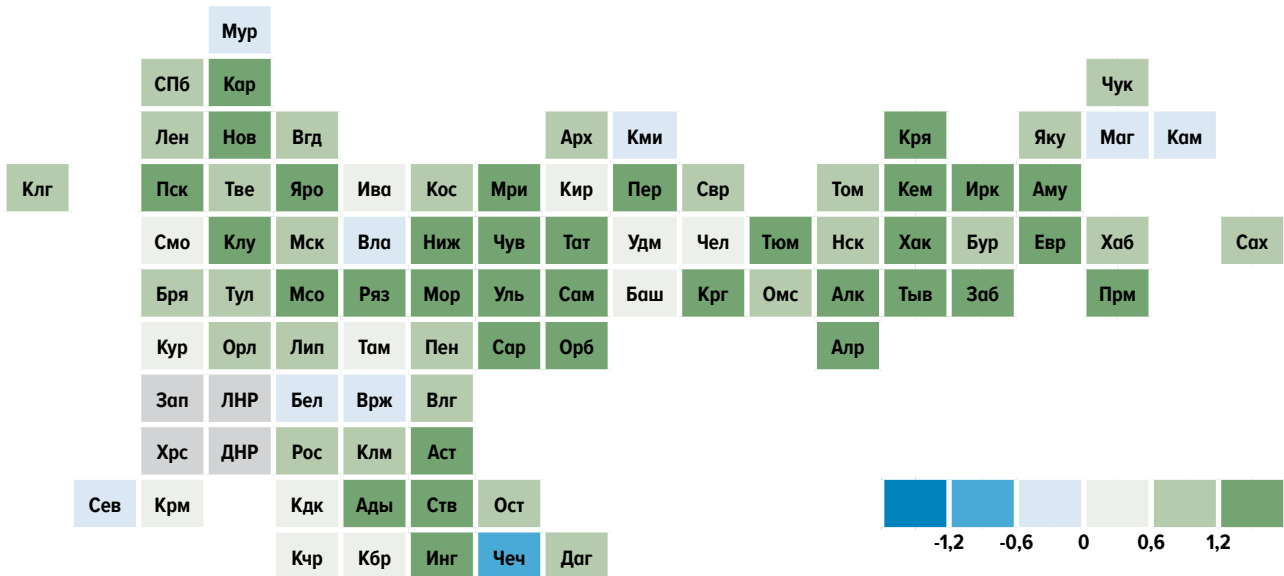 Мур
СПб Кар Чук
Лен Нов Вгд Арх Кми Кря Яку Маг Кам
Клг Пск Тве Яро Ива Кос Мри Кир Пер Свр Том Кем Ирк Аму
Смо Клу Мск Вла Ниж Чув Тат Удм Чел Тюм Нск Хак Бур Евр Хаб Сах
Бря Тул Мсо Ряз Мор Уль Сам Баш Крг Омс Алк Тыв Заб Прм
Кур Орл Лип Там Пен Сар Орб Алр
Зап ЛНР Бел Врж Влг
Хрс ДНР Рос Клм Аст
Сев Крм Кдк Ады Ств Ост
-1,2 -0,6 0 0,6 1,2
Кчр Кбр Инг Чеч Даг